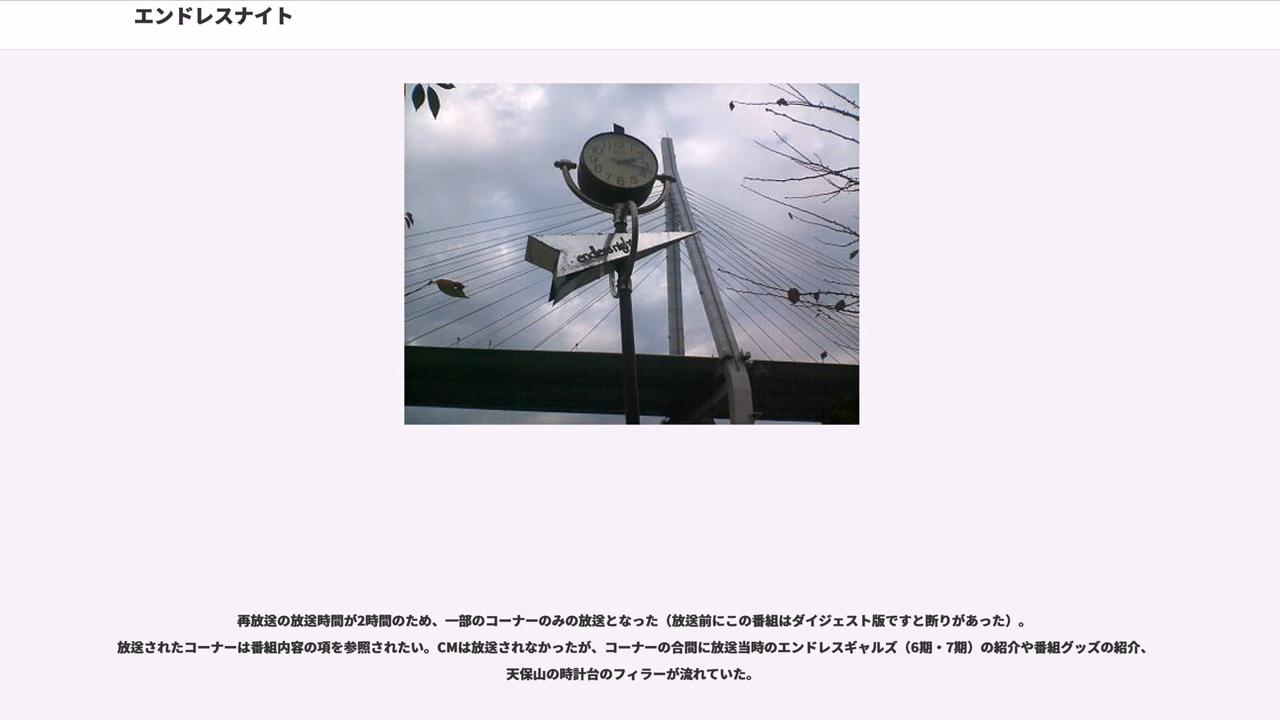 エンドレスナイト
endless night
再放送の放送時間が2時間のため、一部のコーナーのみの放送となった（放送前にこの番組はダイジェスト版ですと断りがあった）。
放送されたコーナーは番組内容の項を参照されたい。CMは放送されなかったが、コーナーの合間に放送当時のエンドレスギャルズ（6期・7期）の紹介や番組グッズの紹介、
天保山の時計台のフィラーが流れていた。